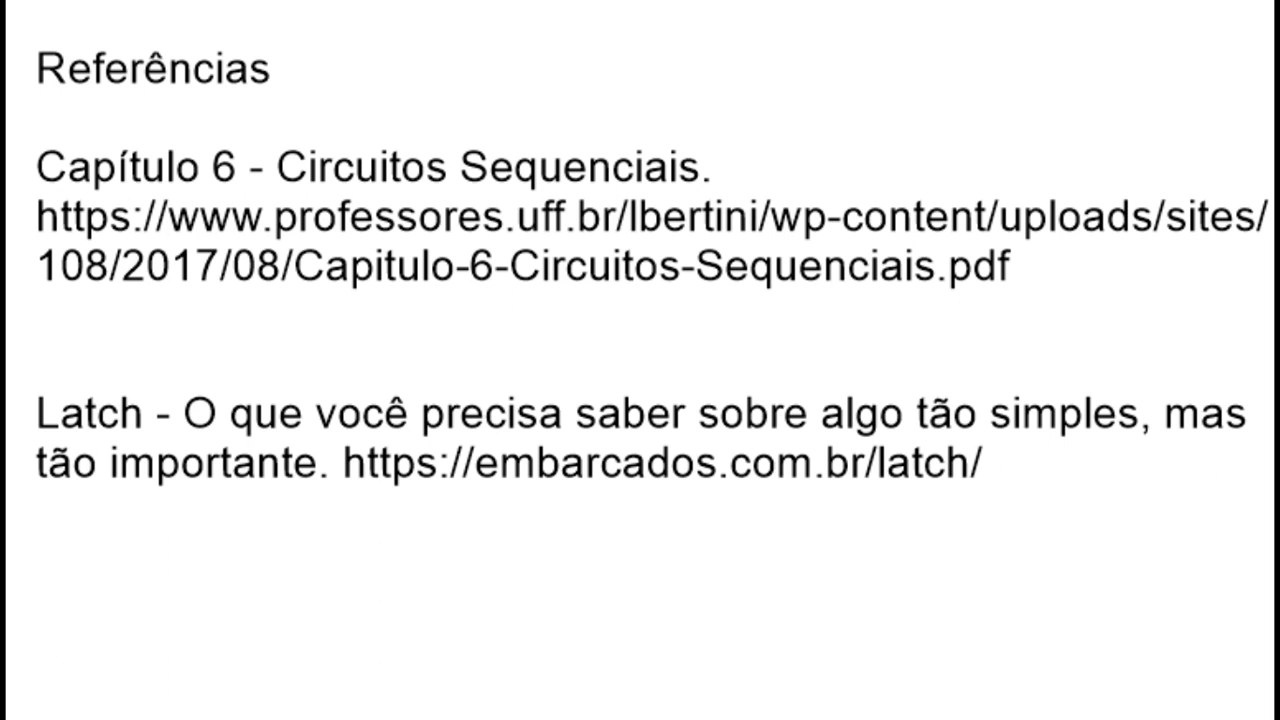 Referências
Capítulo 6 - Circuitos Sequenciais.
https://www.professores.uff.br/lbertini/wp-content/uploads/sites/
108/2017/08/Capitulo-6-Circuitos-Sequenciais.pdf
Latch - O que você precisa saber sobre algo tão simples, mas
tão importante. https://embarcados.com.br/latch/